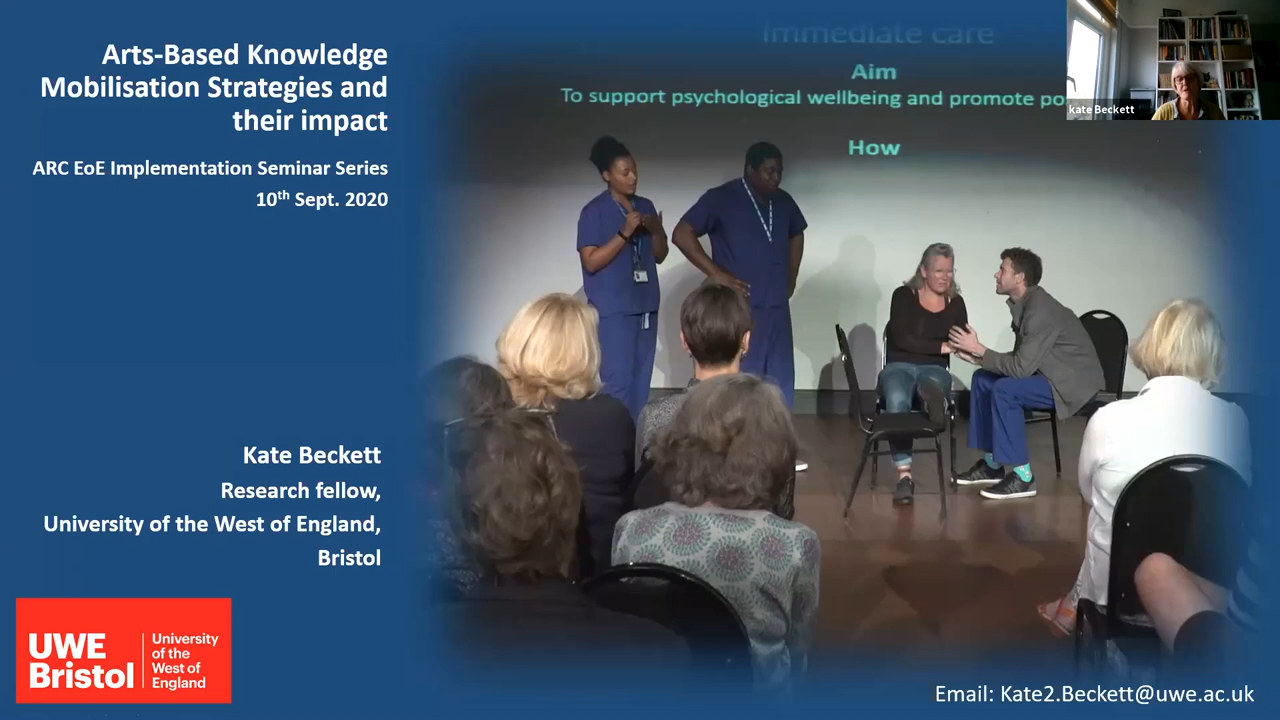 Arts-Based Knowledge
Mobilisation Strategies and
their impact
ARC EoE Implementation Seminar Series
10th Sept. 2020
Immediate care
Aim
To support psychological wellbeing and promote
How
kate Beckett
Kate Beckett
Research fellow,
University of the West of England,
Bristol
UWE
Bristol
University
of the
West of
England
Email: Kate2.Beckett@uwe.ac.uk